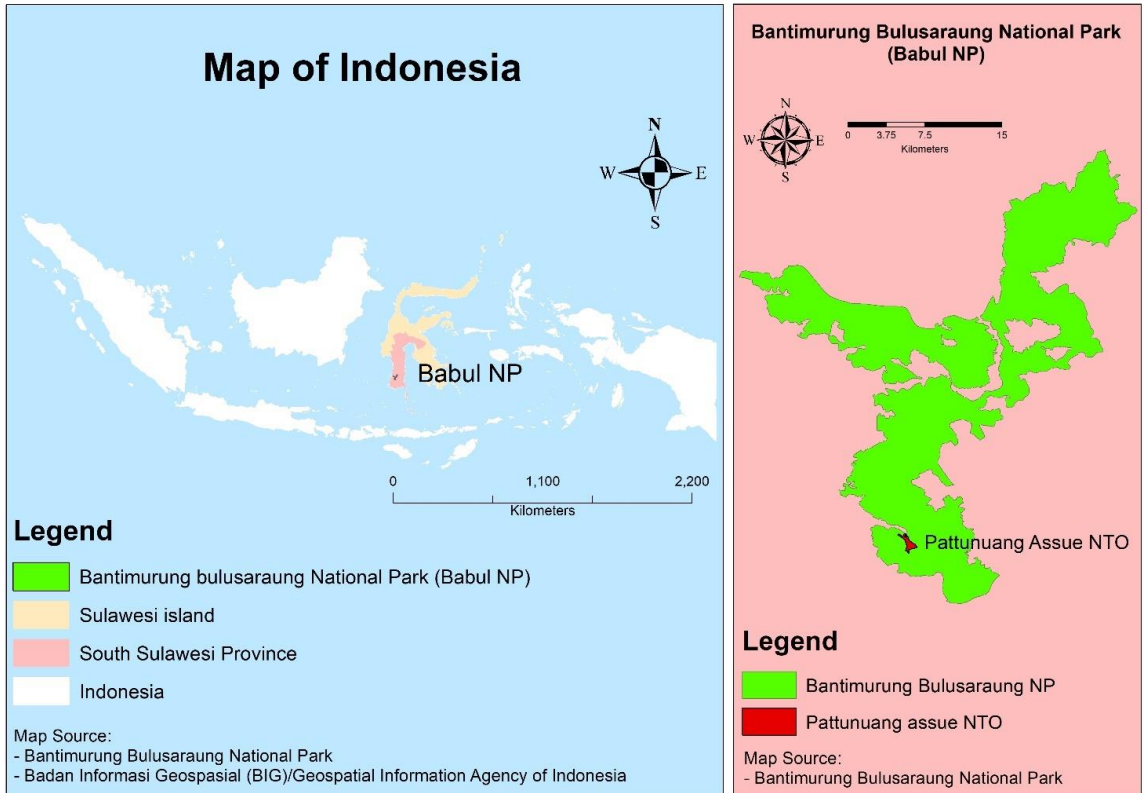 Map of Indonesia
N
W E
S
Babul NP
0 1,100 2,200
Kilometers
Legend
Bantimurung bulusaraung National Park (Babul NP)
Sulawesi island
South Sulawesi Province
Indonesia
Map Source:
- Bantimurung Bulusaraung National Park
- Badan Informasi Geospasial (BIG)/Geospatial Information Agency of Indonesia
Bantimurung Bulusaraung National Park
(Babul NP)
N
W E
S
0 3.75 7.5 15
Kilometers
Pattunuang Assue NTO
Legend
Bantimurung Bulusaraung NP
Pattunuang assue NTO
Map Source:
- Bantimurung Bulusaraung National Park